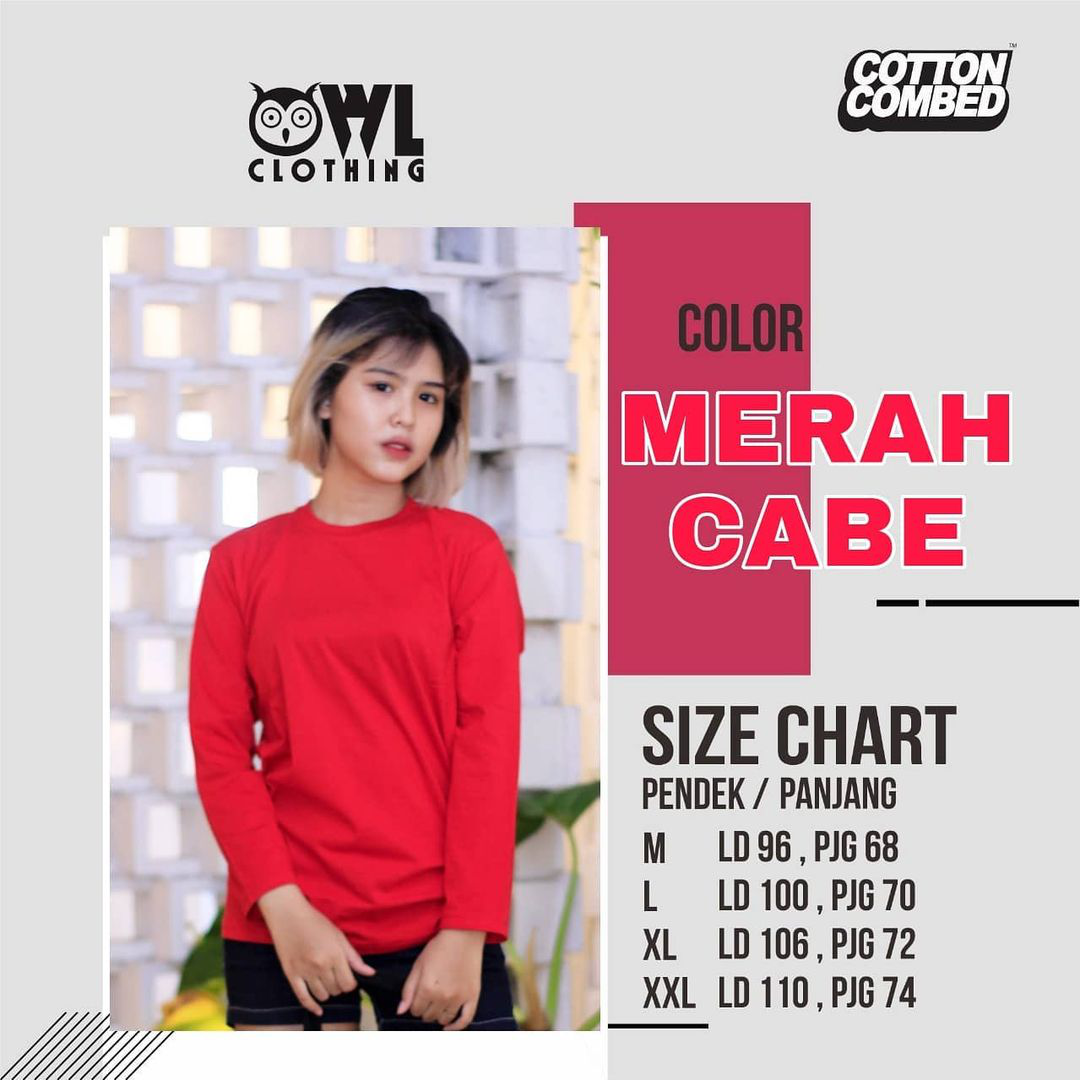 OWL
CLOTHING
COTTON
COMBED
TM
COLOR
MERAH
CABE
SIZE CHART
PENDEK / PANJANG
M LD 96 , PJG 68
L LD 100 , PJG 70
XL LD 106 , PJG 72
XXL LD 110 , PJG 74